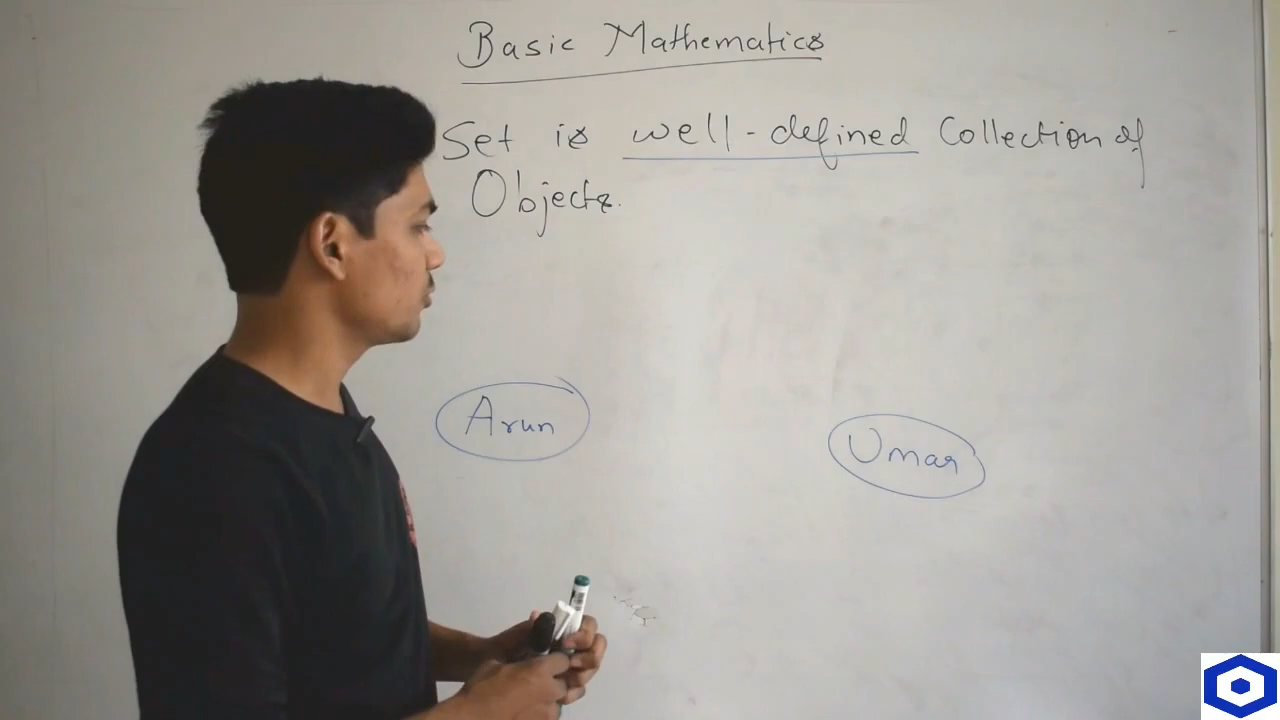 Basic Mathematics
Set is well-defined Collection of
Objects.
Arun
Umar